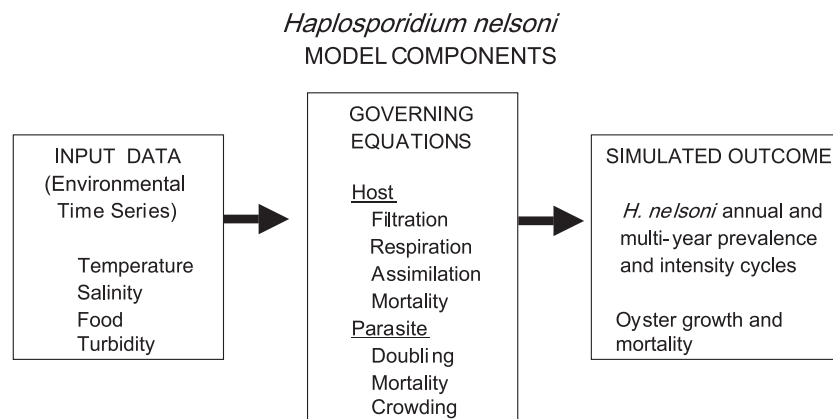 Haplosporidium nelsoni
MODEL COMPONENTS
INPUT DATA
(Environmental
Time Series)
Temperature
Salinity
Food
Turbidity
GOVERNING
EQUATIONS
Host
Filtration
Respiration
Assimilation
Mortality
Parasite
Doubling
Mortality
Crowding
SIMULATED OUTCOME
H. nelsoni annual and
multi-year prevalence
and intensity cycles
Oyster growth and
mortality